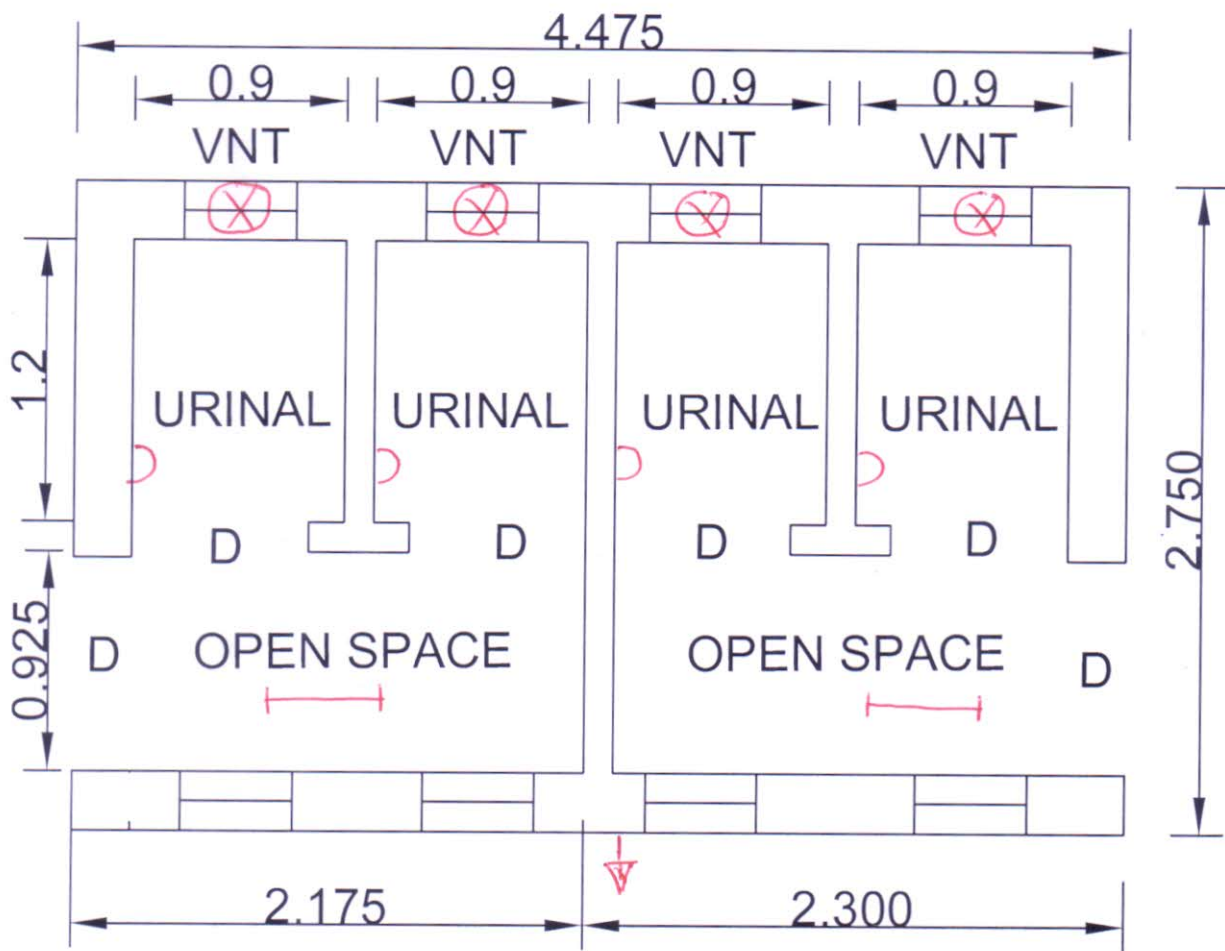 4.475
0.9 0.9 0.9 0.9
VNT VNT VNT VNT
1.2
URINAL URINAL URINAL URINAL
2.750
D D D D
0.925
D OPEN SPACE OPEN SPACE D
2.175 2.300